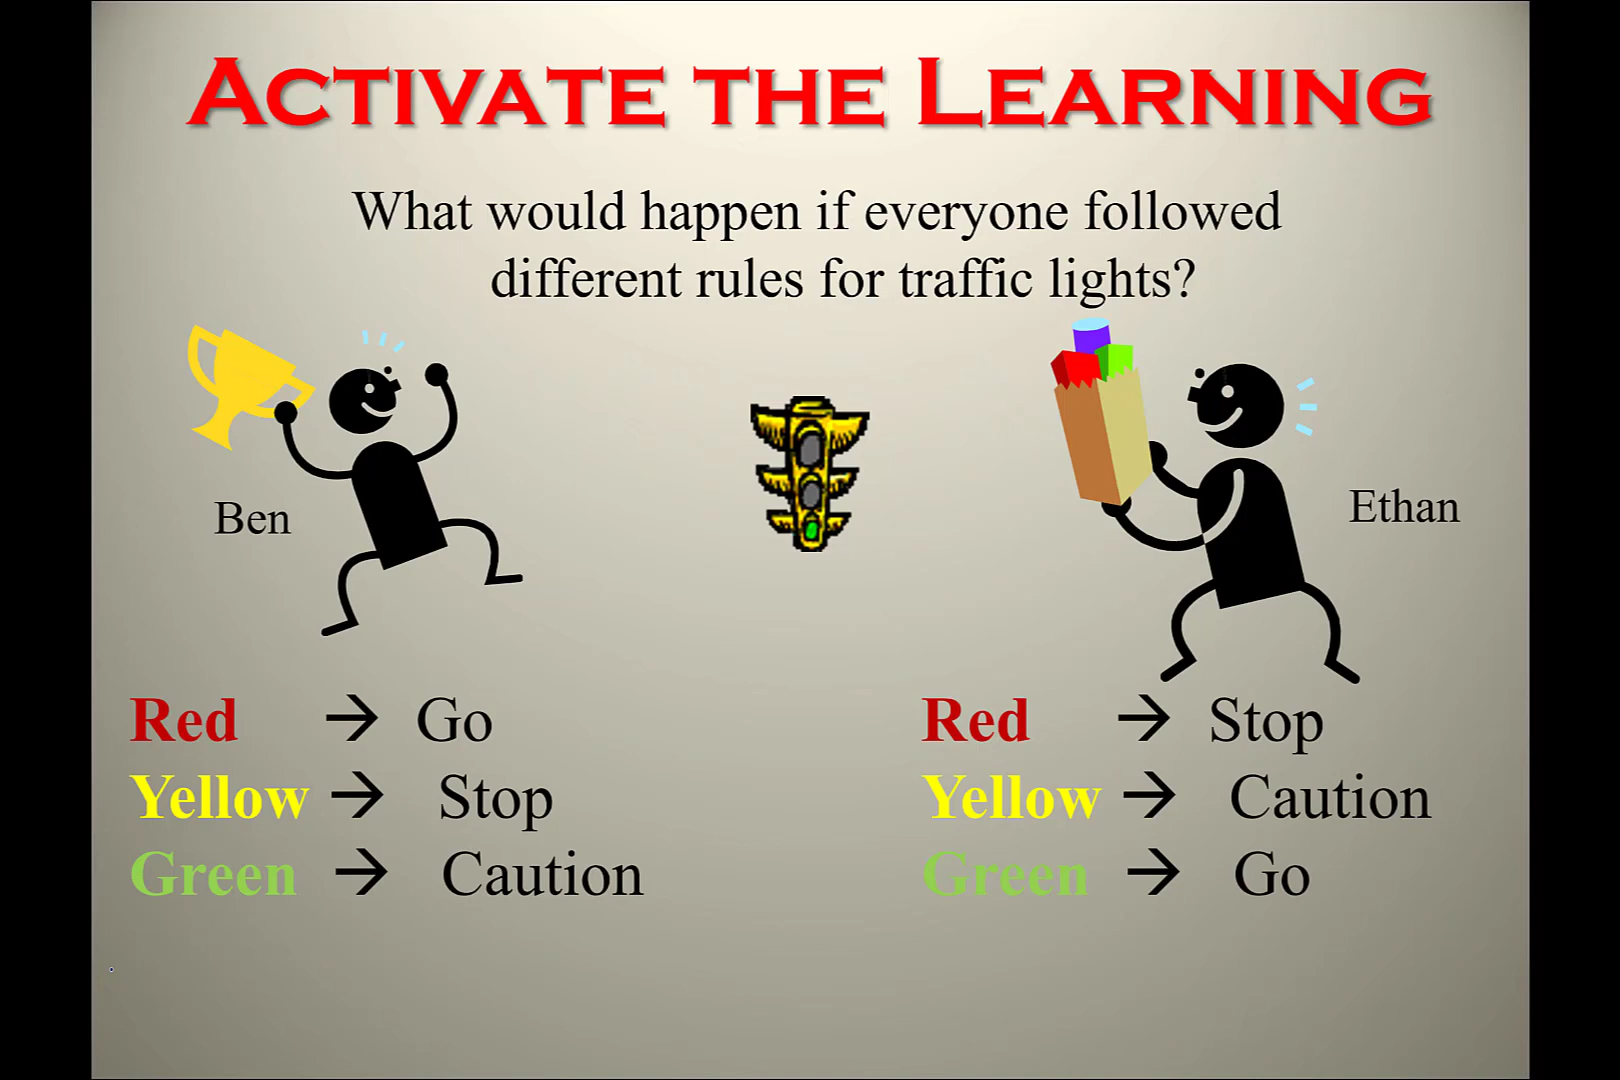 ACTIVATE THE LEARNING
What would happen if everyone followed
different rules for traffic lights?
Ben
Ethan
Red → Go
Yellow → Stop
Green → Caution
Red → Stop
Yellow → Caution
Green → Go